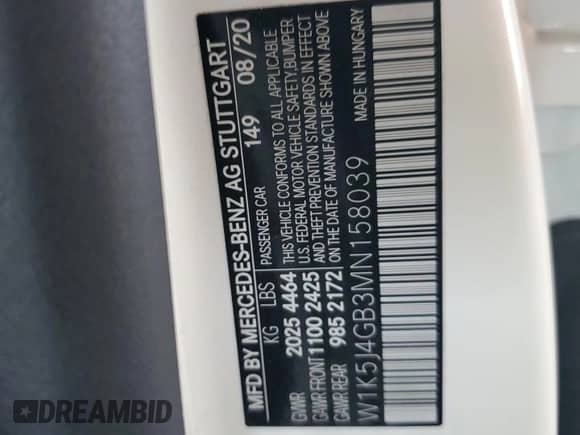 MFD BY MERCEDES-BENZ AG STUTTGART
149 08/20
KG LBS PASSENGER CAR
GVWR 2025 4464
GAWR FRONT 1100 2425
GAWR REAR 985 2172
THIS VEHICLE CONFORMS TO ALL APPLICABLE
U.S. FEDERAL MOTOR VEHICLE SAFETY,BUMPER
AND THEFT PREVENTION STANDARDS IN EFFECT
ON THE DATE OF MANUFACTURE SHOWN ABOVE
MADE IN HUNGARY
W1K5J4GB3MN158039
DREAMBID